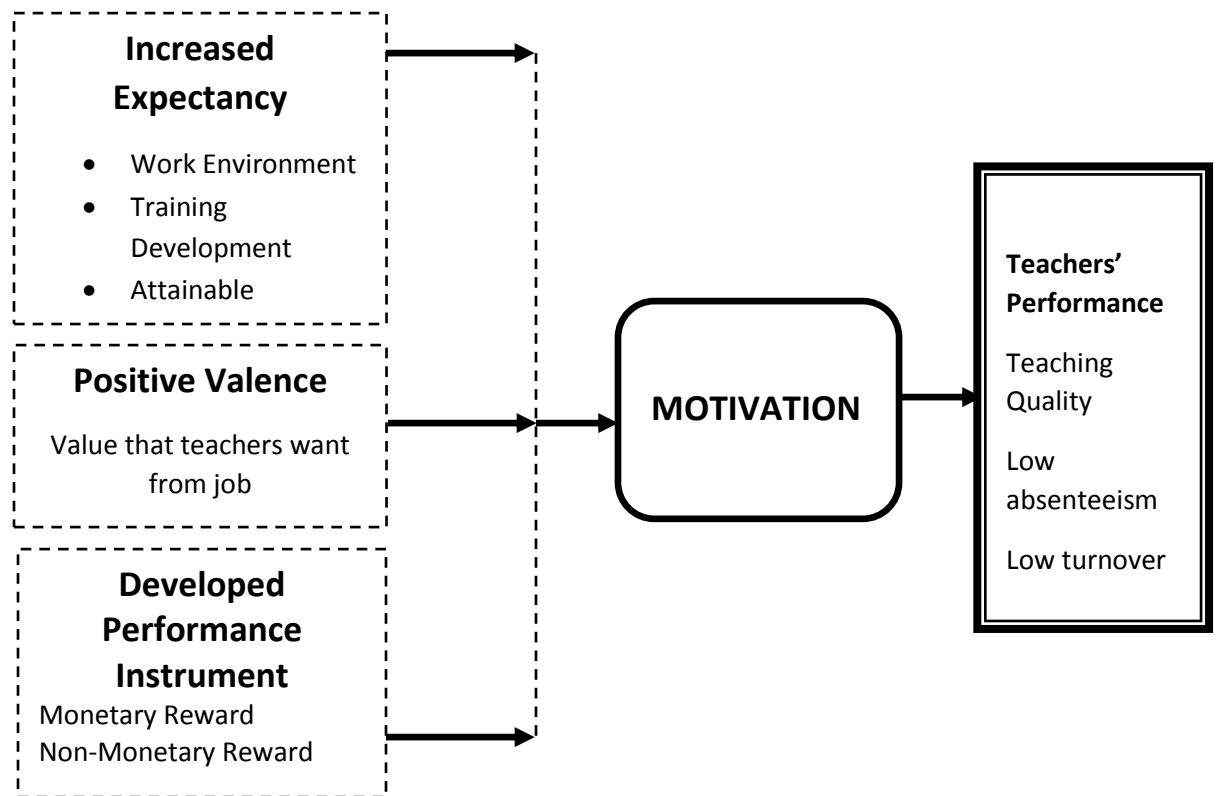 Increased
Expectancy
• Work Environment
• Training
Development
• Attainable
Positive Valence
Value that teachers want
from job
Developed
Performance
Instrument
Monetary Reward
Non-Monetary Reward
MOTIVATION
Teachers’
Performance
Teaching
Quality
Low
absenteeism
Low turnover